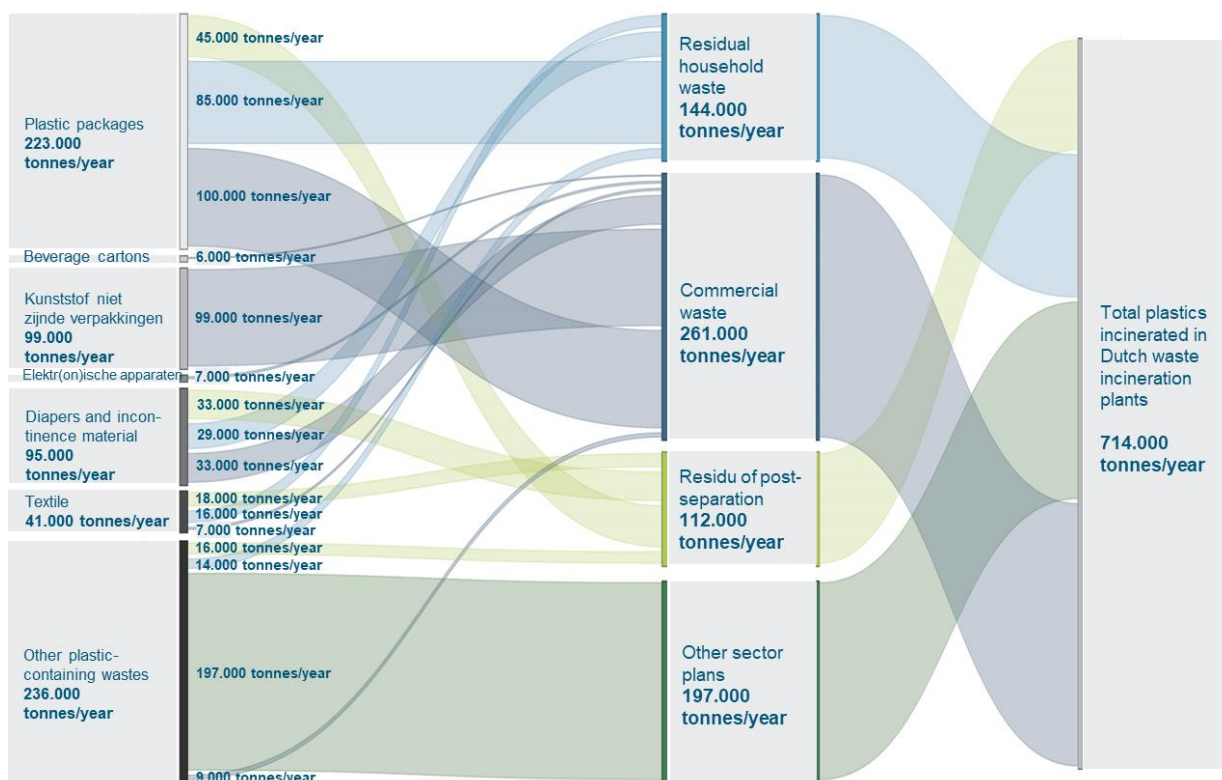 Plastic packages
223.000
tonnes/year
Beverage cartons
Kunststof niet
zijnde verpakkingen
99.000
tonnes/year
Elektr(on)ische apparaten
Diapers and incon-
tinence material
95.000
tonnes/year
Textile
41.000 tonnes/year
Other plastic-
containing wastes
236.000
tonnes/year
45.000 tonnes/year
85.000 tonnes/year
100.000 tonnes/year
6.000 tonnes/year
99.000 tonnes/year
7.000 tonnes/year
33.000 tonnes/year
29.000 tonnes/year
33.000 tonnes/year
18.000 tonnes/year
16.000 tonnes/year
7.000 tonnes/year
16.000 tonnes/year
14.000 tonnes/year
197.000 tonnes/year
9.000 tonnes/year
Residual
household
waste
144.000
tonnes/year
Commercial
waste
261.000
tonnes/year
Residu of post-
separation
112.000
tonnes/year
Other sector
plans
197.000
tonnes/year
Total plastics
incinerated in
Dutch waste
incineration
plants
714.000
tonnes/year